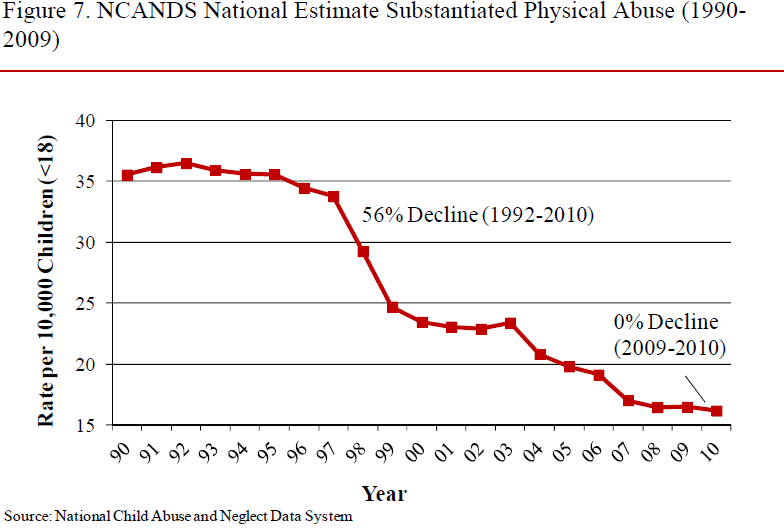 Figure 7. NCANDS National Estimate Substantiated Physical Abuse (1990-
2009)
40
35
30
25
20
15
Rate per 10,000 Children (<18)
56% Decline (1992-2010)
0% Decline
(2009-2010)
90 91 92 93 94 95 96 97 98 99 00 01 02 03 04 05 06 07 08 09 10
Year
Source: National Child Abuse and Neglect Data System